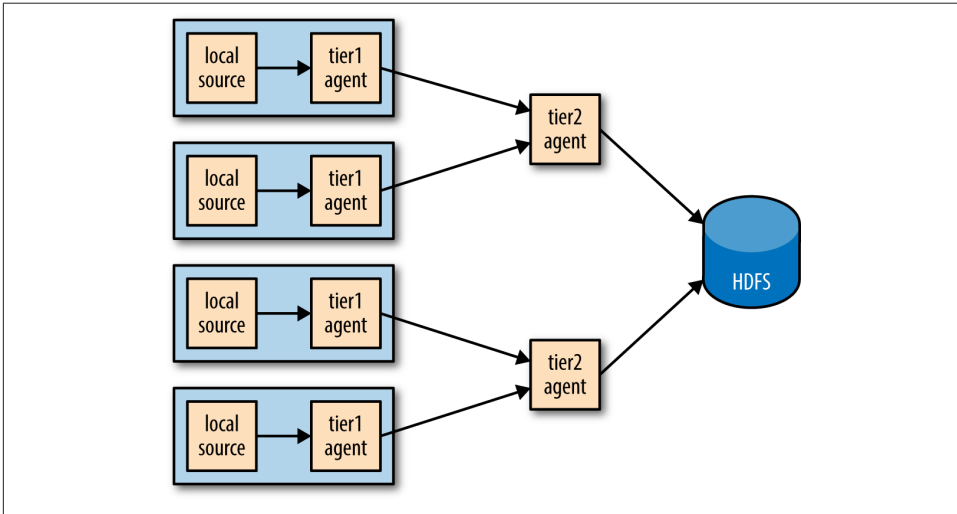 local
source
tier1
agent
local
source
tier1
agent
tier2
agent
HDFS
local
source
tier1
agent
tier2
agent
local
source
tier1
agent